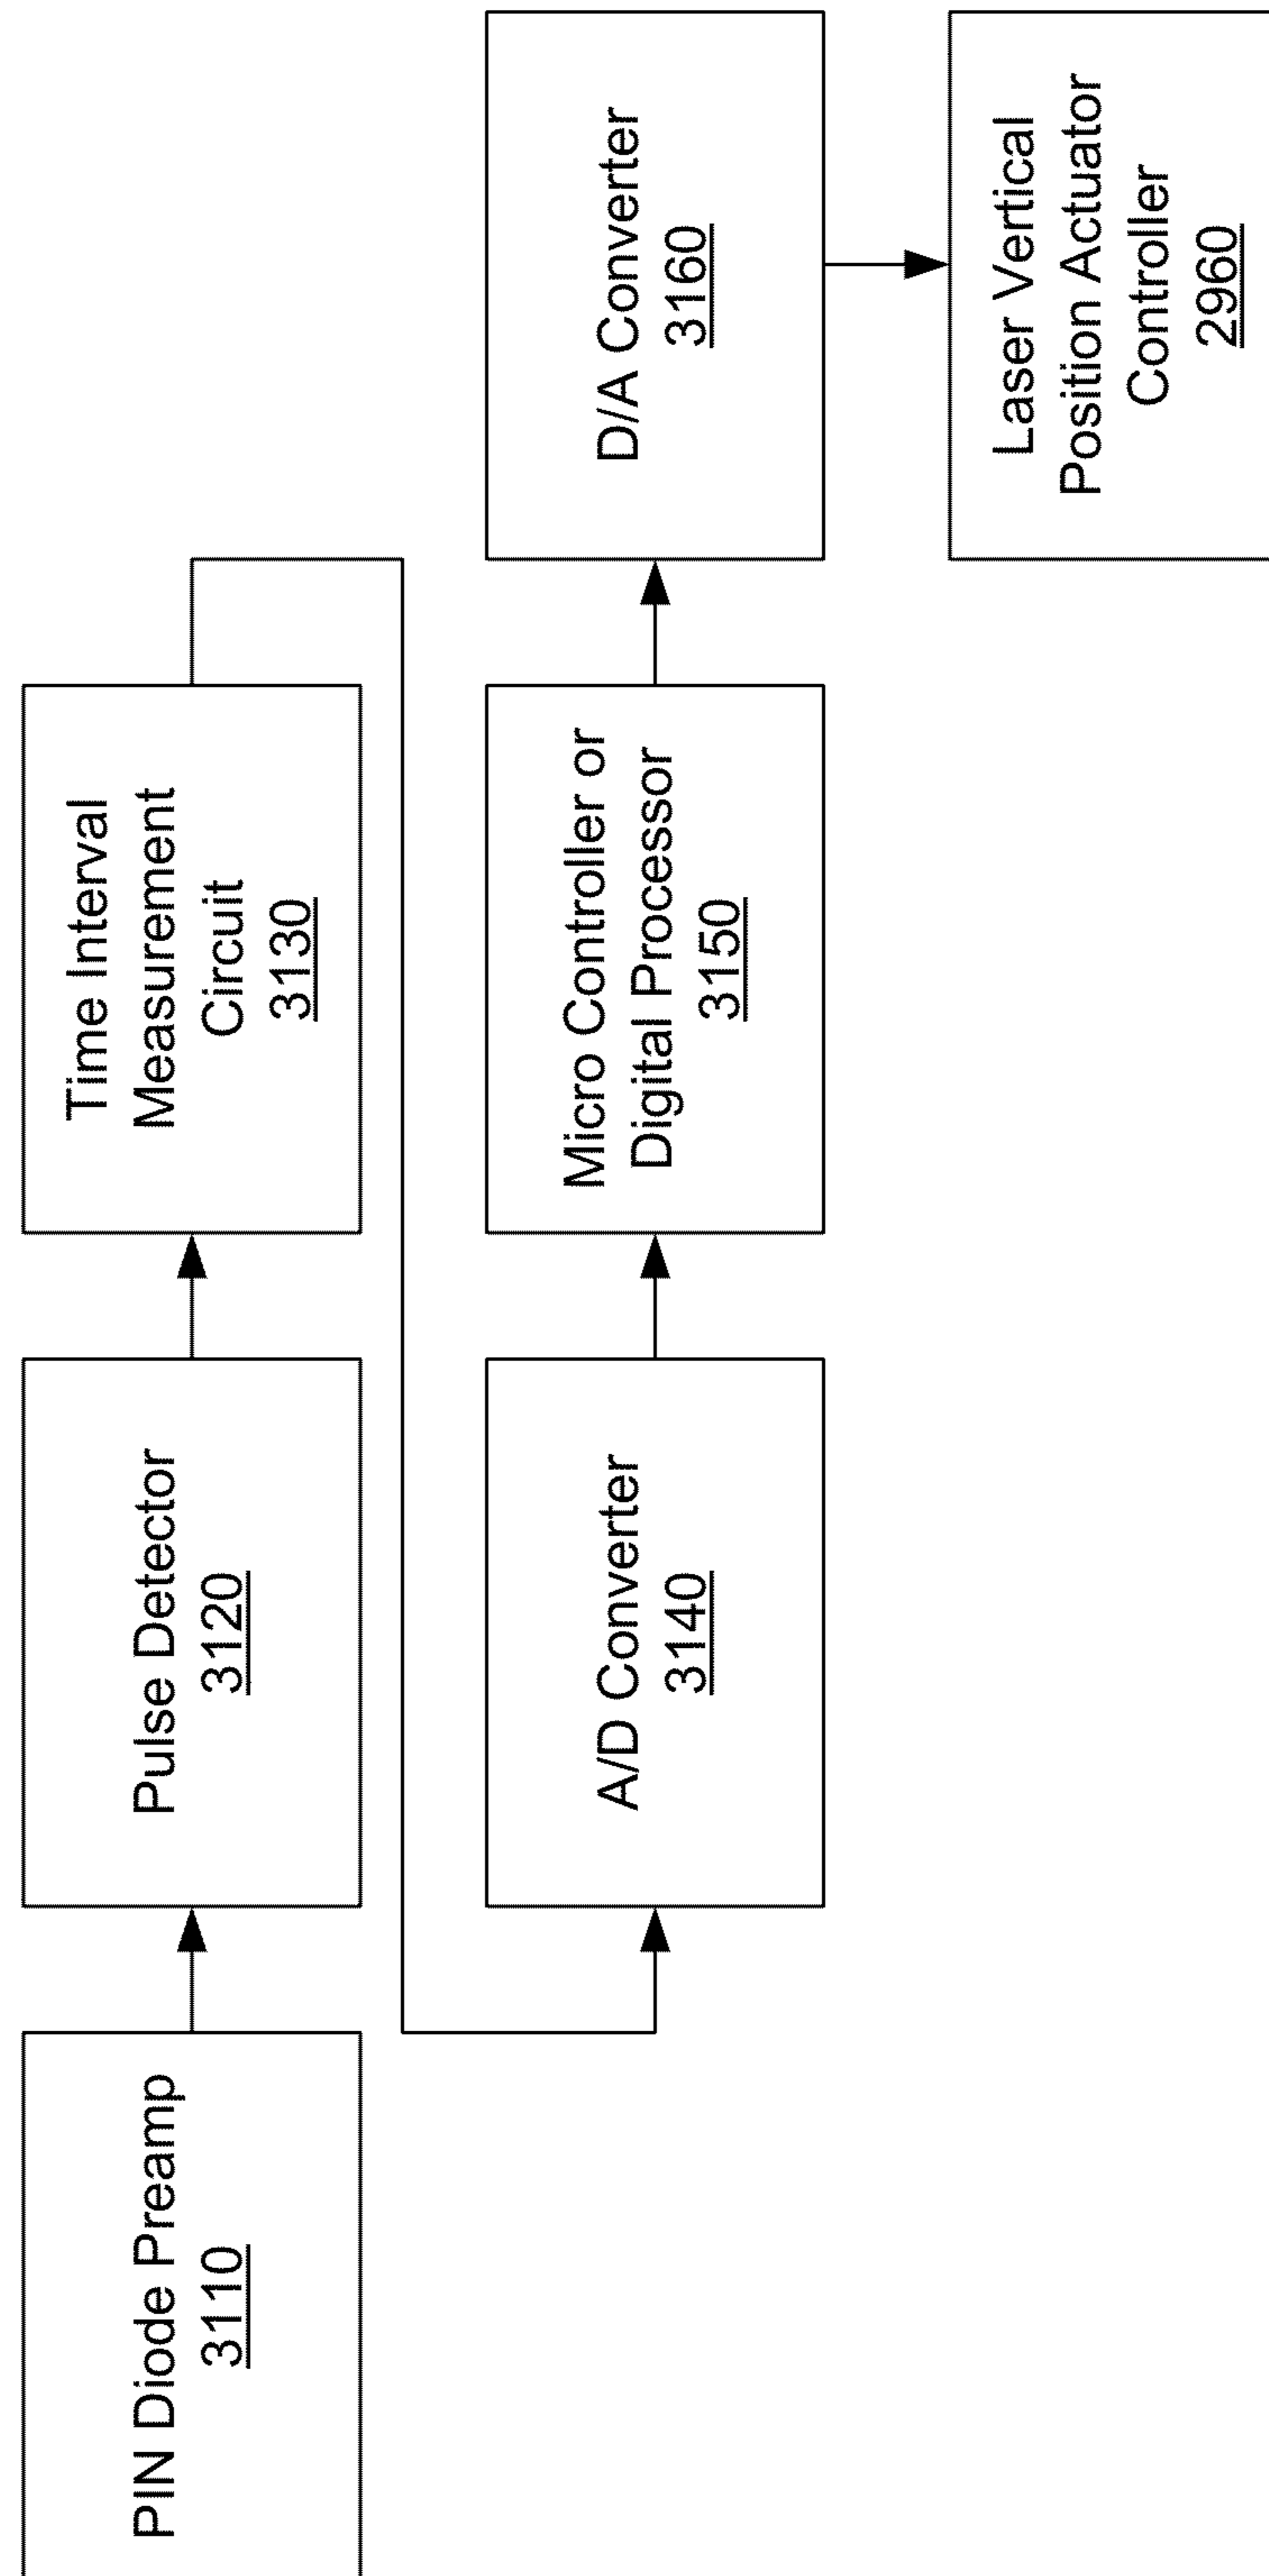 PIN Diode Preamp
3110
Pulse Detector
3120
Time Interval
Measurement
Circuit
3130
A/D Converter
3140
Micro Controller or
Digital Processor
3150
D/A Converter
3160
Laser Vertical
Position Actuator
Controller
2960